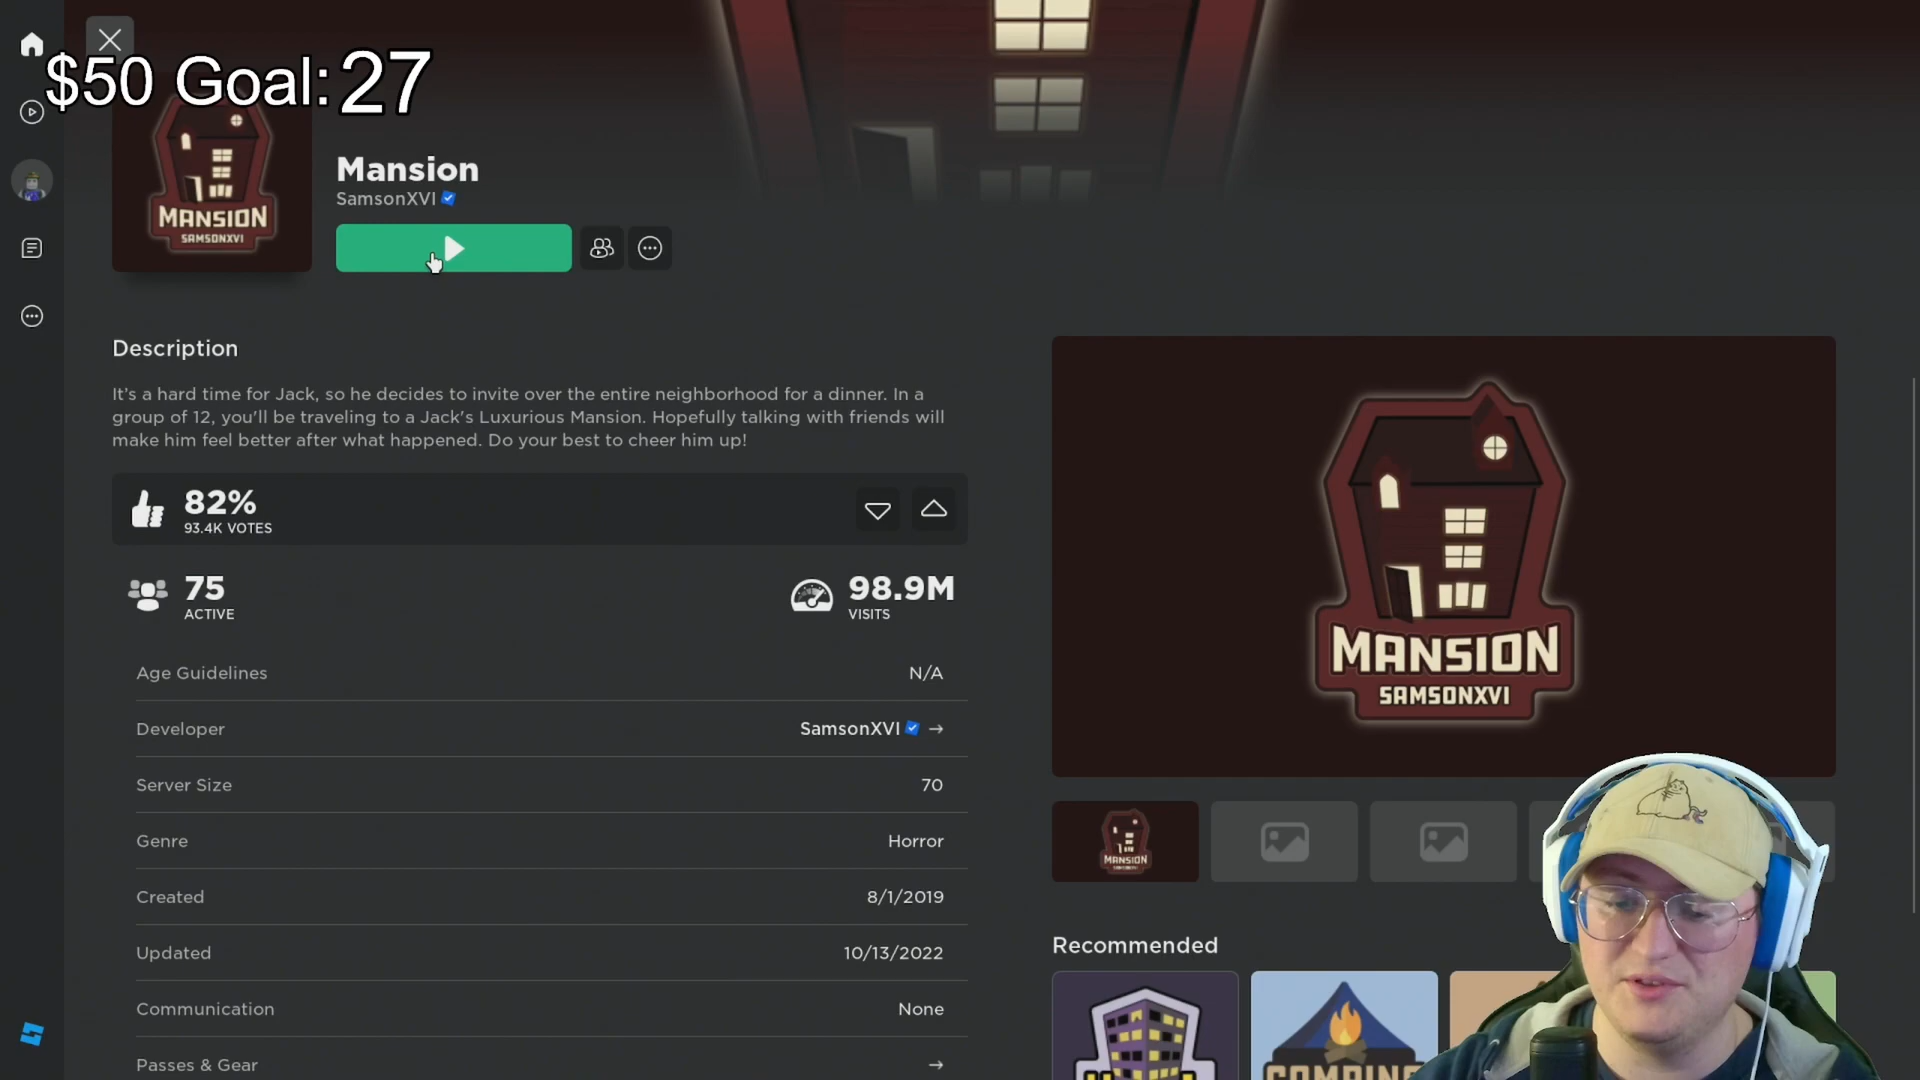 $50 Goal: 27
MANSION
SAMSONXVI
Mansion
SamsonXVI
Description
It's a hard time for Jack, so he decides to invite over the entire neighborhood for a dinner. In a
group of 12, you'll be traveling to a Jack's Luxurious Mansion. Hopefully talking with friends will
make him feel better after what happened. Do your best to cheer him up!
82%
93.4K VOTES
75
ACTIVE
98.9M
VISITS
Age Guidelines N/A
Developer SamsonXVI
Server Size 70
Genre Horror
Created 8/1/2019
Updated 10/13/2022
Communication None
Passes & Gear
MANSION
SAMSONXVI
MANSION
Recommended